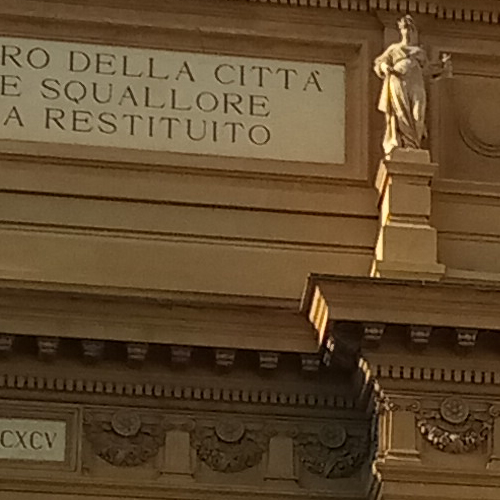 RO DELLA CITTÀ
E SQUALLORE
A RESTITUITO
CXCV